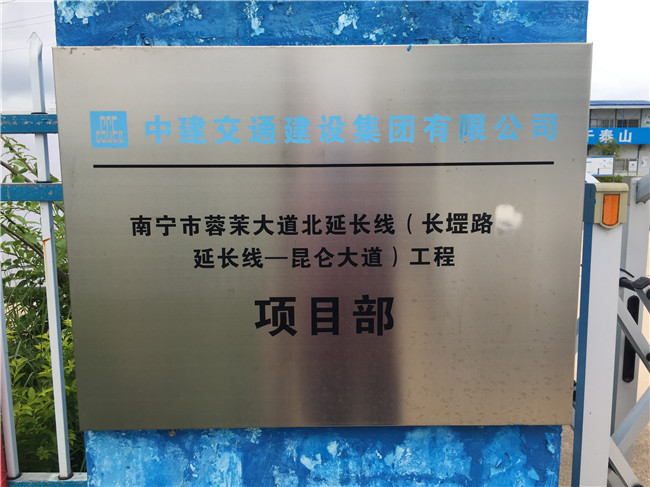 中建交通建设集团有限公司
南宁市蓉茉大道北延长线（长堽路
延长线—昆仑大道）工程
项目部
泰山